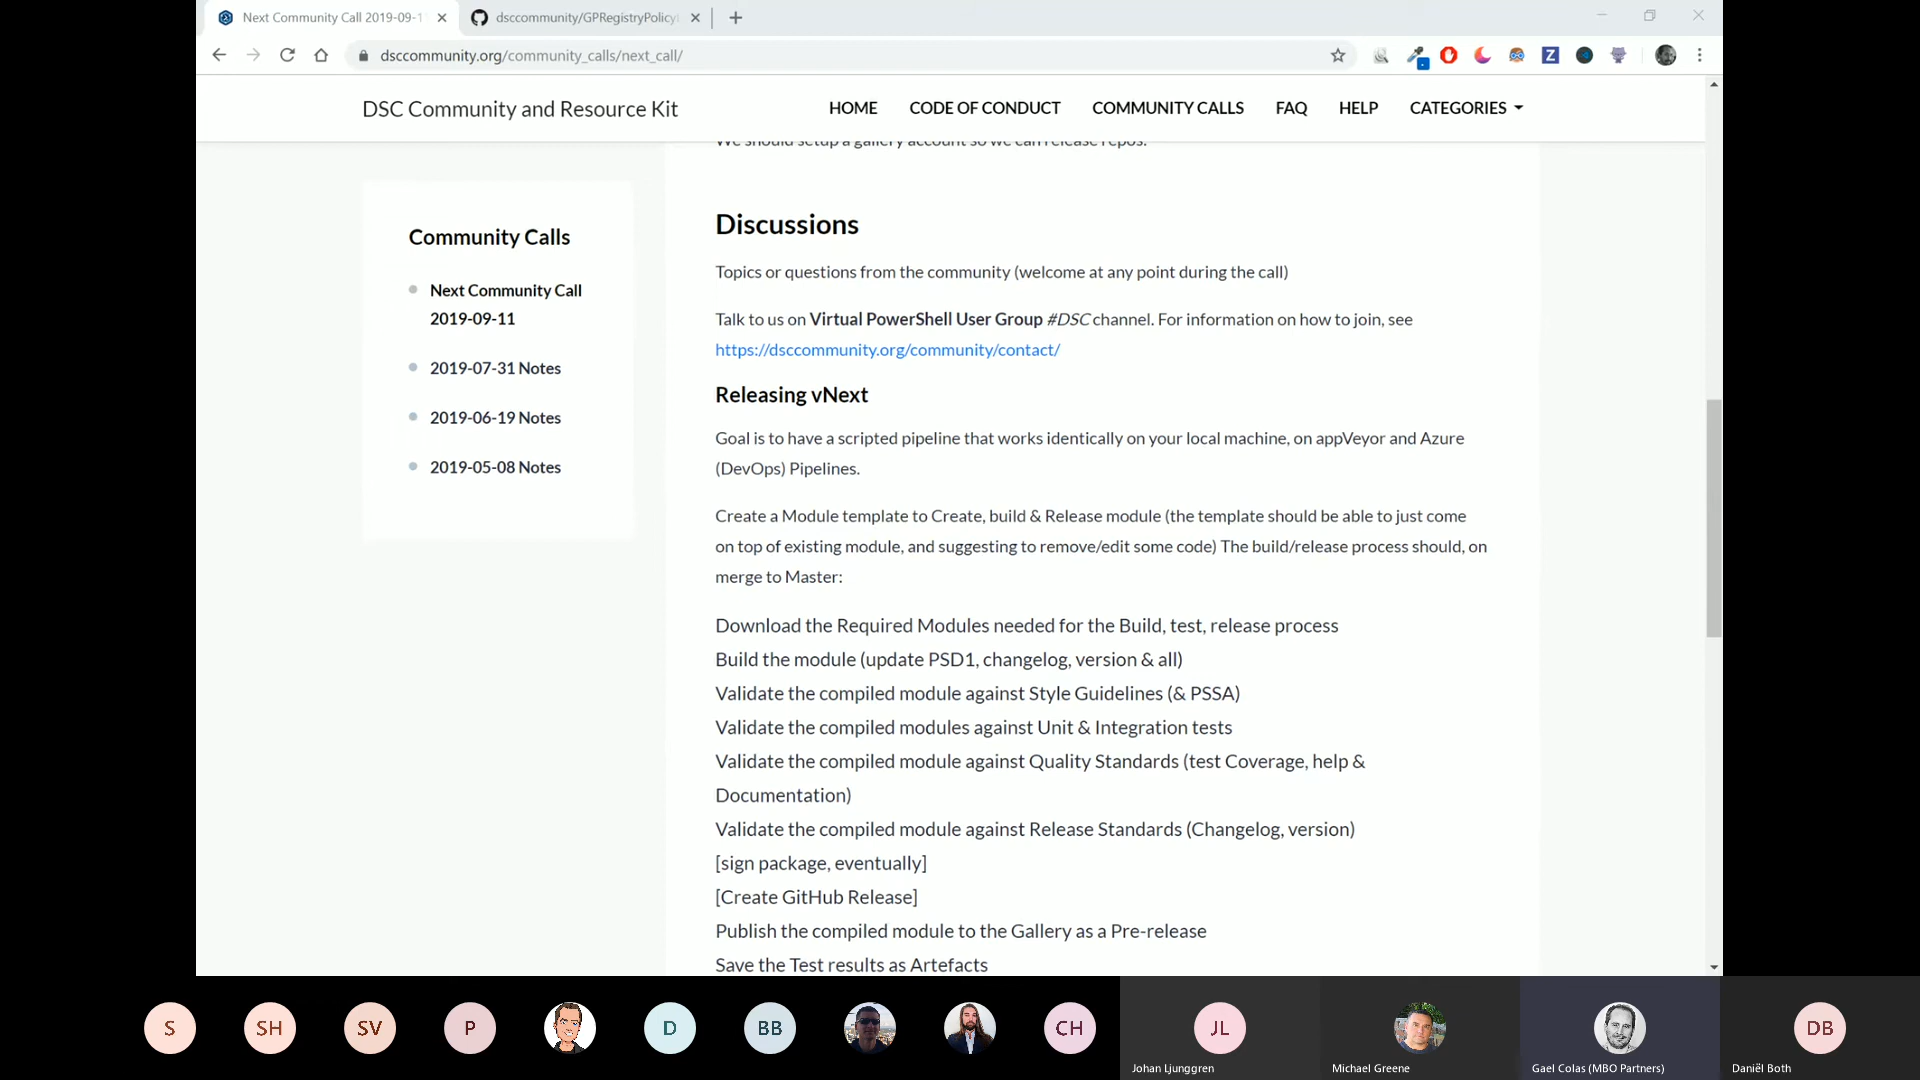 Next Community Call 2019-09-1
dsccommunity/GPRegistryPolicy
dsccommunity.org/community_calls/next_call/
DSC Community and Resource Kit
HOME
CODE OF CONDUCT
COMMUNITY CALLS
FAQ
HELP
CATEGORIES
We should setup a gallery account so we can release repos.
Community Calls
Next Community Call
2019-09-11
2019-07-31 Notes
2019-06-19 Notes
2019-05-08 Notes
Discussions
Topics or questions from the community (welcome at any point during the call)
Talk to us on Virtual PowerShell User Group #DSC channel. For information on how to join, see
https://dsccommunity.org/community/contact/
Releasing vNext
Goal is to have a scripted pipeline that works identically on your local machine, on appVeyor and Azure
(DevOps) Pipelines.
Create a Module template to Create, build & Release module (the template should be able to just come
on top of existing module, and suggesting to remove/edit some code) The build/release process should, on
merge to Master:
Download the Required Modules needed for the Build, test, release process
Build the module (update PSD1, changelog, version & all)
Validate the compiled module against Style Guidelines (& PSSA)
Validate the compiled modules against Unit & Integration tests
Validate the compiled module against Quality Standards (test Coverage, help &
Documentation)
Validate the compiled module against Release Standards (Changelog, version)
[sign package, eventually]
[Create GitHub Release]
Publish the compiled module to the Gallery as a Pre-release
Save the Test results as Artefacts
S
SH
SV
P
D
BB
CH
JL
DB
Johan Ljunggren
Michael Greene
Gael Colas (MBO Partners)
Daniël Both